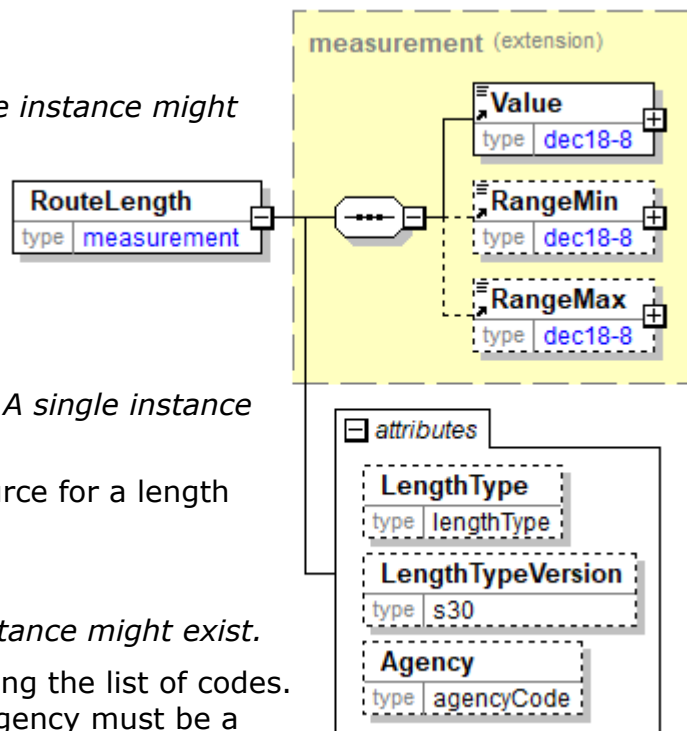 measurement (extension)
e instance might
Value
type dec18-8
RouteLength
type measurement
RangeMin
type dec18-8
RangeMax
type dec18-8
A single instance
attributes
urce for a length
LengthType
type lengthType
LengthTypeVersion
type s30
stance might exist.
Agency
type agencyCode
ng the list of codes.
gency must be a